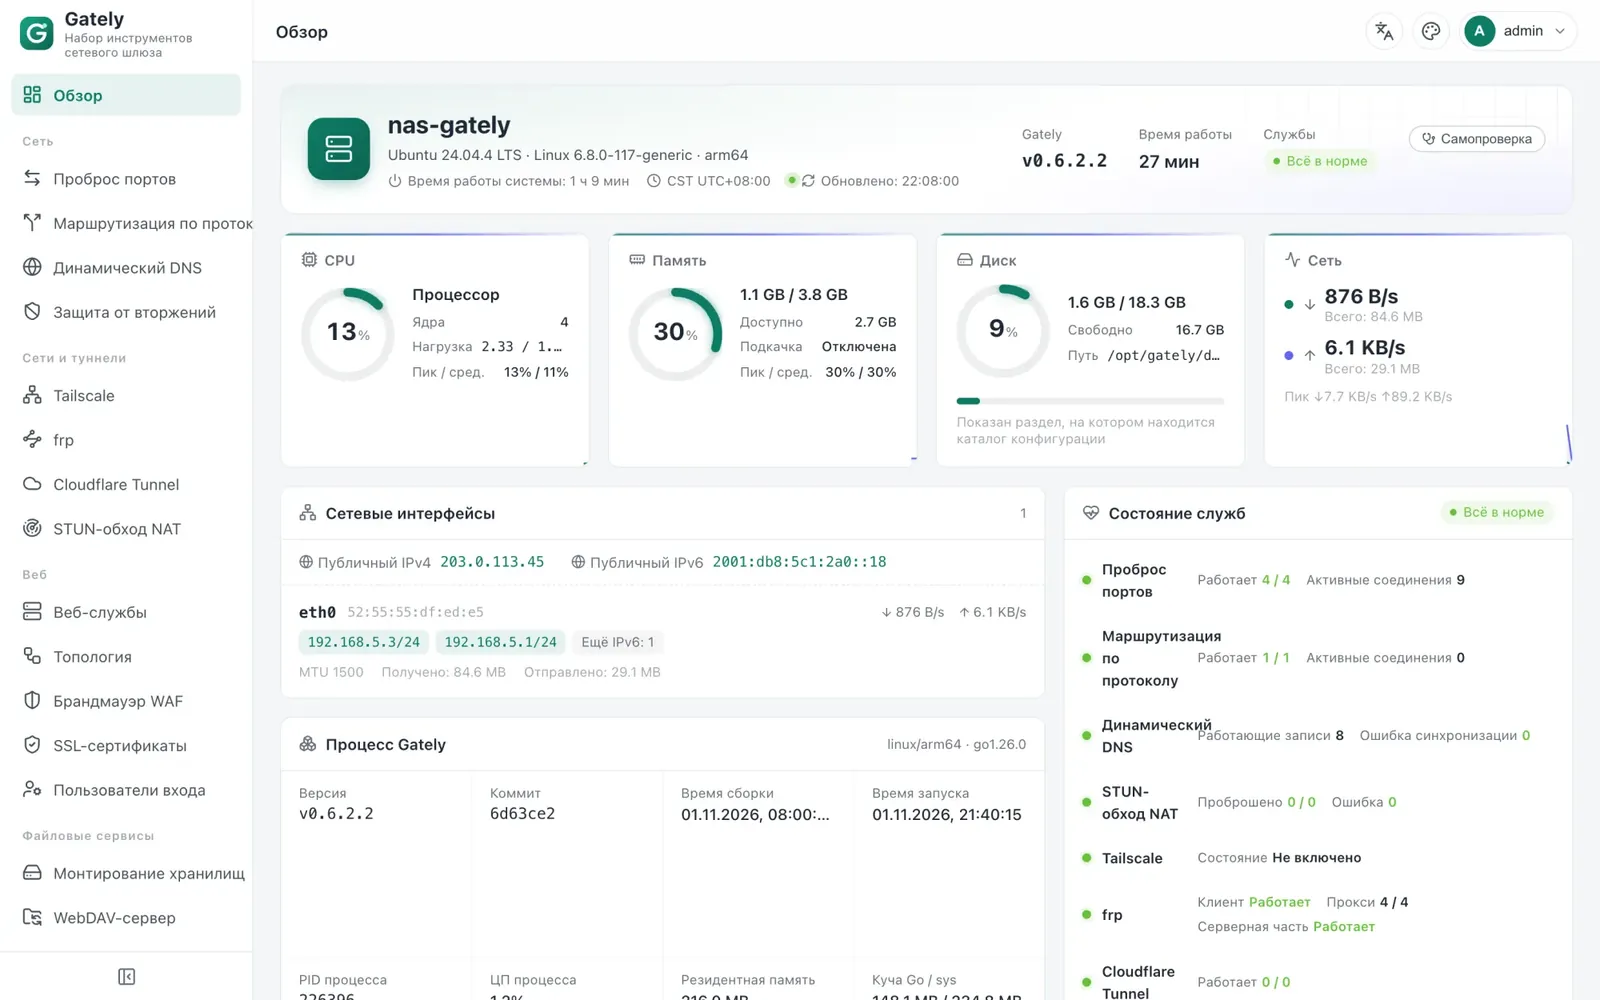 Gately
Набор инструментов
сетевого шлюза
Обзор
Сеть
Проброс портов
Маршрутизация по проток
Динамический DNS
Защита от вторжений
Сети и туннели
Tailscale
frp
Cloudflare Tunnel
STUN-обход NAT
Веб
Веб-службы
Топология
Брандмауэр WAF
SSL-сертификаты
Пользователи входа
Файловые сервисы
Монтирование хранилищ
WebDAV-сервер
Обзор
A admin
nas-gately
Ubuntu 24.04.4 LTS · Linux 6.8.0-117-generic · arm64
Время работы системы: 1 ч 9 мин CST UTC+08:00 Обновлено: 22:08:00
Gately
v0.6.2.2
Время работы
27 мин
Службы
Всё в норме
Самопроверка
CPU
13%
Процессор
Ядра 4
Нагрузка 2.33 / 1.…
Пик / сред. 13% / 11%
Память
30%
1.1 GB / 3.8 GB
Доступно 2.7 GB
Подкачка Отключена
Пик / сред. 30% / 30%
Диск
9%
1.6 GB / 18.3 GB
Свободно 16.7 GB
Путь /opt/gately/d…
Показан раздел, на котором находится
каталог конфигурации
Сеть
↓ 876 B/s
Всего: 84.6 MB
↑ 6.1 KB/s
Всего: 29.1 MB
Пик ↓7.7 KB/s ↑89.2 KB/s
Сетевые интерфейсы 1
Публичный IPv4 203.0.113.45 Публичный IPv6 2001:db8:5c1:2a0::18
eth0 52:55:55:df:ed:e5 ↓ 876 B/s ↑ 6.1 KB/s
192.168.5.3/24 192.168.5.1/24 Ещё IPv6: 1
MTU 1500 Получено: 84.6 MB Отправлено: 29.1 MB
Процесс Gately linux/arm64 · go1.26.0
Версия
v0.6.2.2
Коммит
6d63ce2
Время сборки
01.11.2026, 08:00:…
Время запуска
01.11.2026, 21:40:15
PID процесса
226396
ЦП процесса
1.2%
Резидентная память
216.0 MB
Куча Go / sys
148.1 MB / 224.8 MB
Состояние служб Всё в норме
Проброс
портов
Работает 4 / 4 Активные соединения 9
Маршрутизация
по
протоколу
Работает 1 / 1 Активные соединения 0
Динамический
DNS
Работающие записи 8 Ошибка синхронизации 0
STUN-
обход NAT
Проброшено 0 / 0 Ошибка 0
Tailscale
Состояние Не включено
frp
Клиент Работает Прокси 4 / 4
Серверная часть Работает
Cloudflare
Tunnel
Работает 0 / 0